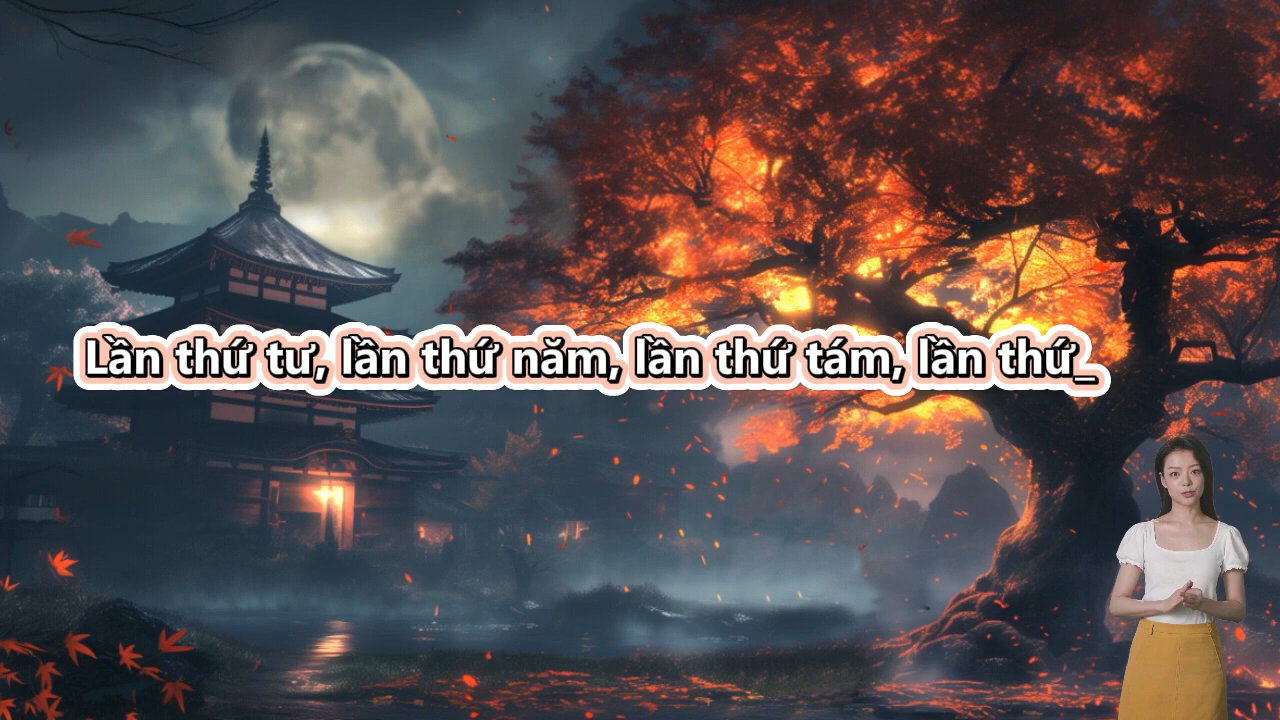 Lần thứ tư, lần thứ năm, lần thứ tám, lần thứ_